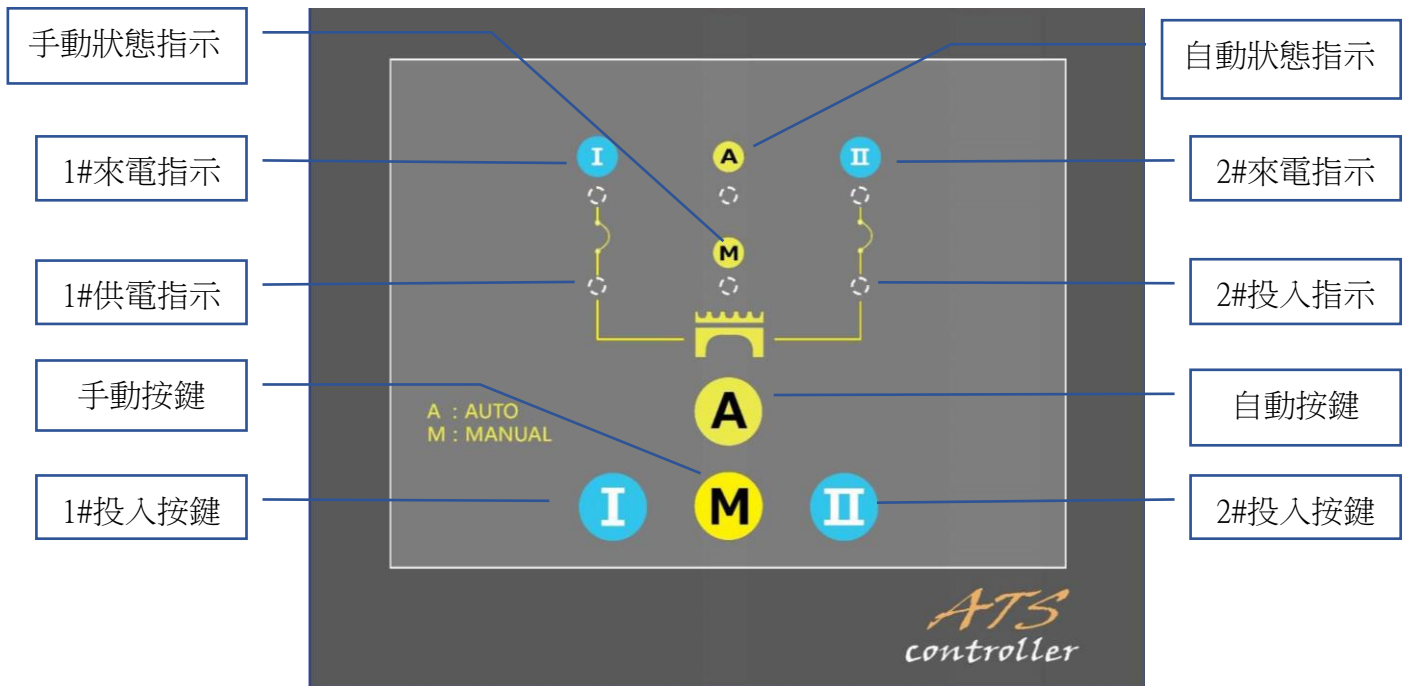 手動狀態指示
自動狀態指示
1#來電指示
I
A
II
2#來電指示
M
1#供電指示
2#投入指示
手動按鍵
A
自動按鍵
A : AUTO
M : MANUAL
1#投入按鍵
I
M
II
2#投入按鍵
ATS
controller